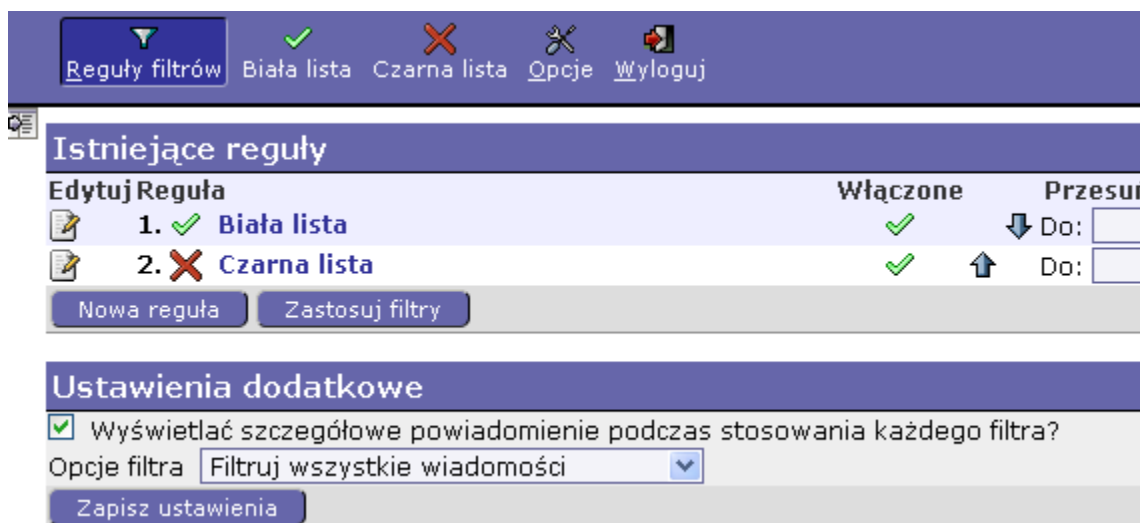 Reguły filtrów Biała lista Czarna lista Opcje Wyloguj
Istniejące reguły
Edytuj Reguła Włączone
1. Biała lista Do:
2. Czarna lista Do:
Nowa reguła Zastosuj filtry
Ustawienia dodatkowe
Wyświetlać szczegółowe powiadomienie podczas stosowania każdego filtra?
Opcje filtra Filtruj wszystkie wiadomości
Zapisz ustawienia